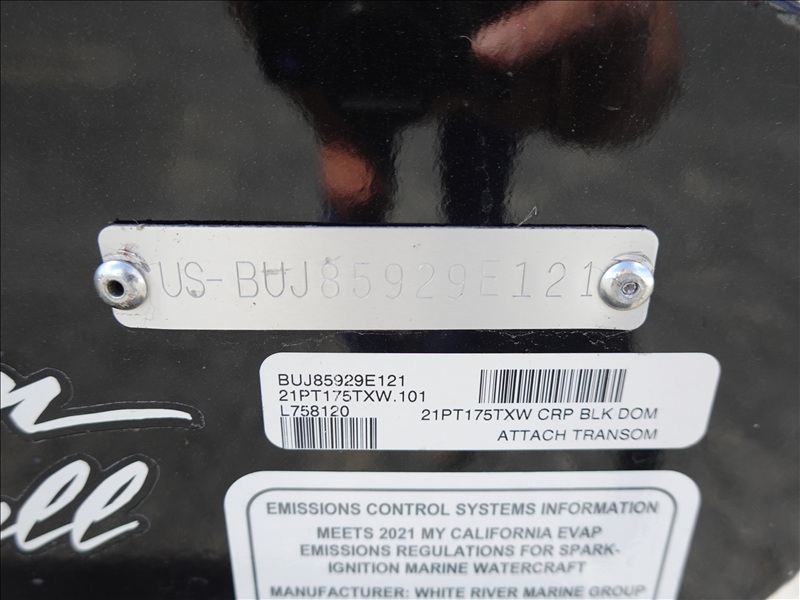 US-BUJ85929E121
BUJ85929E121
21PT175TXW.101
L758120
21PT175TXW CRP BLK DOM
ATTACH TRANSOM
EMISSIONS CONTROL SYSTEMS INFORMATION
MEETS 2021 MY CALIFORNIA EVAP
EMISSIONS REGULATIONS FOR SPARK-
IGNITION MARINE WATERCRAFT
MANUFACTURER: WHITE RIVER MARINE GROUP